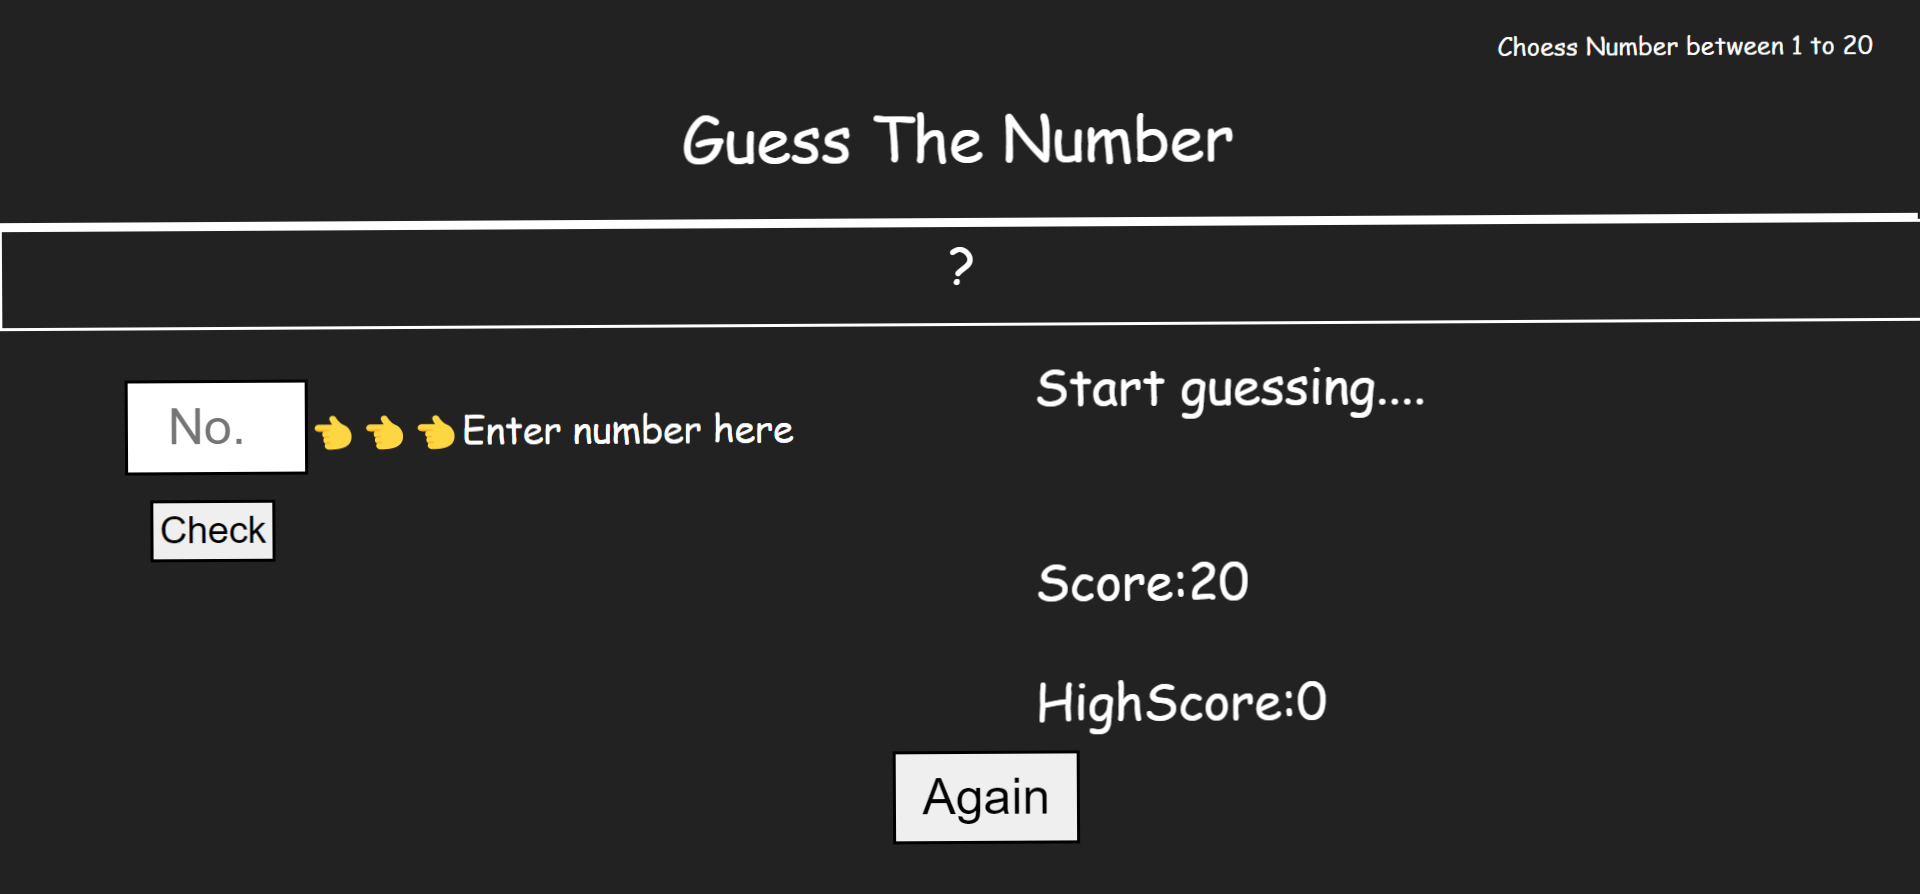 Choess Number between 1 to 20
Guess The Number
?
No.
👈👈👈Enter number here
Check
Start guessing....
Score:20
HighScore:0
Again